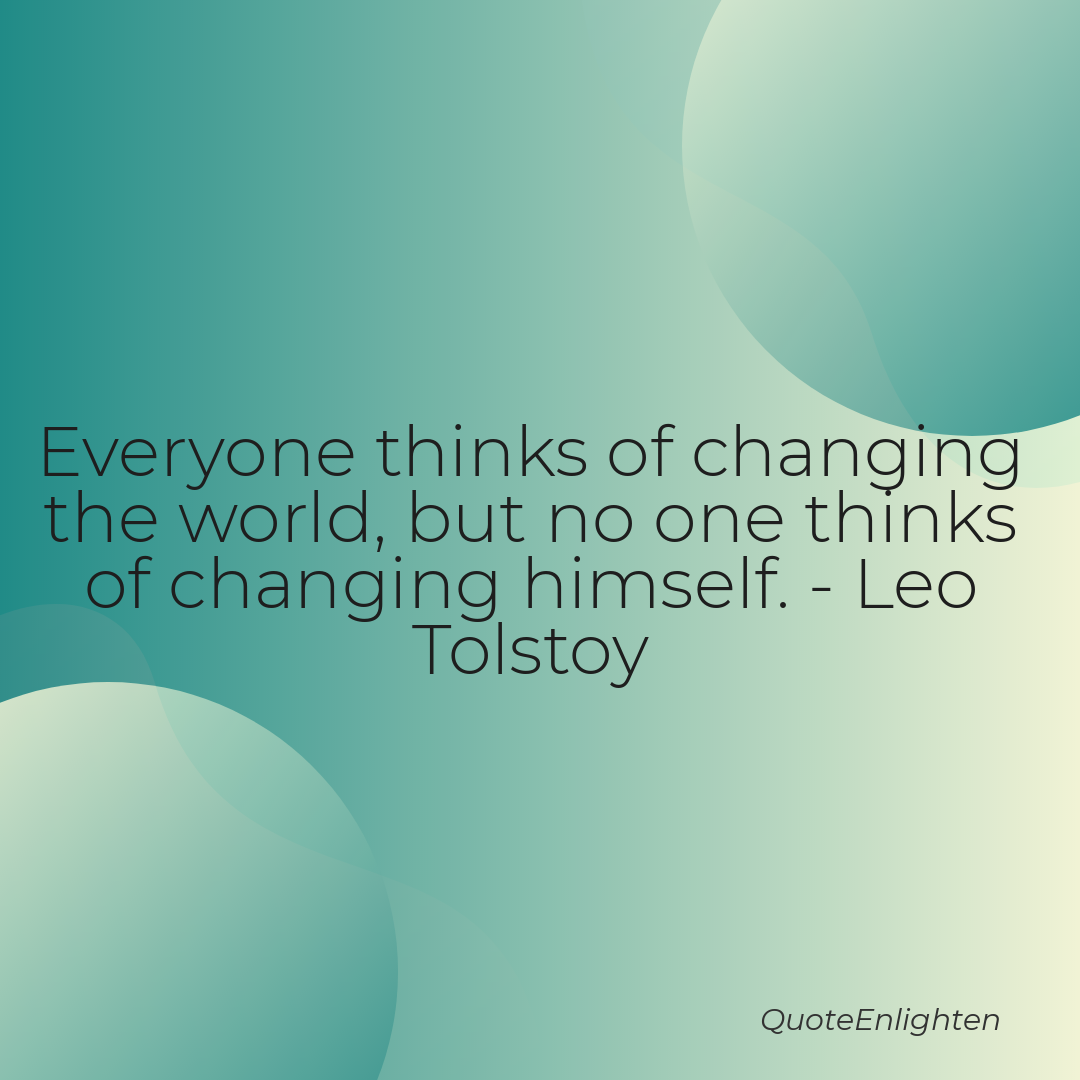 Everyone thinks of changing
the world, but no one thinks
of changing himself. - Leo
Tolstoy
QuoteEnlighten